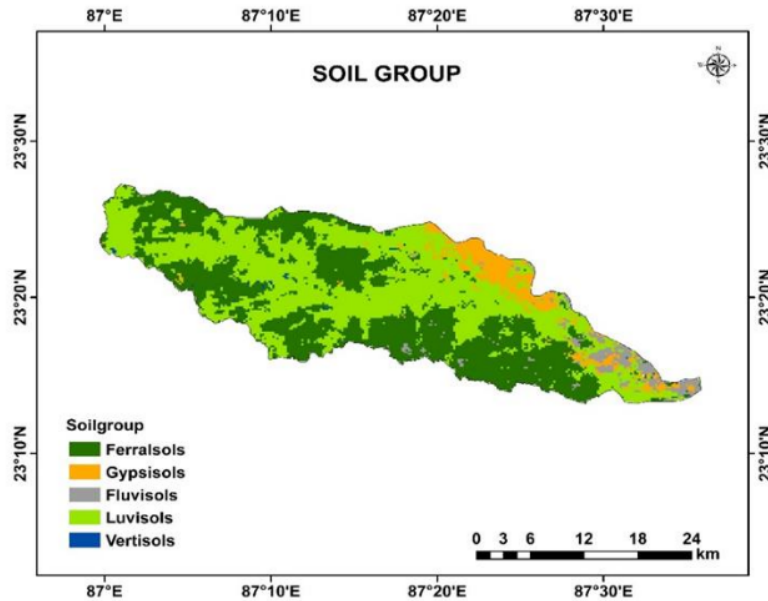 87°E 87°10'E 87°20'E 87°30'E
SOIL GROUP
N
23°30'N 23°30'N
23°20'N 23°20'N
23°10'N 23°10'N
Soilgroup
Ferralsols
Gypsisols
Fluvisols
Luvisols
Vertisols
0 3 6 12 18 24
km
87°E 87°10'E 87°20'E 87°30'E